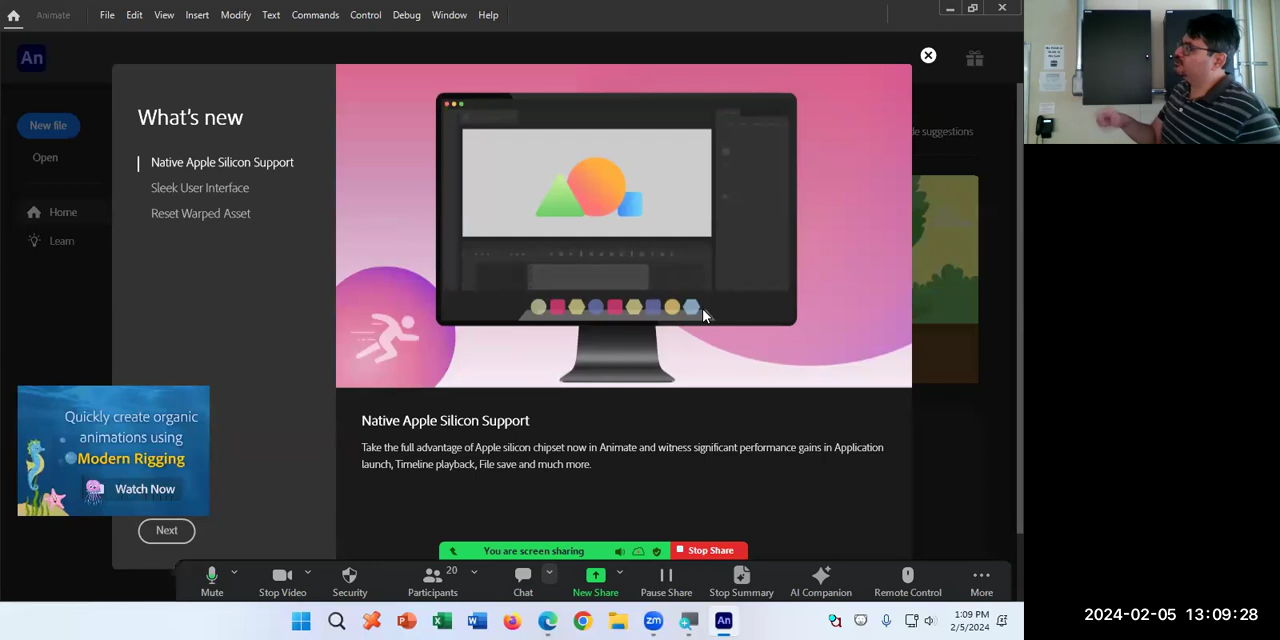 Animate
File
Edit
View
Insert
Modify
Text
Commands
Control
Debug
Window
Help
An
New file
Open
Home
Learn
What's new
Native Apple Silicon Support
Sleek User Interface
Reset Warped Asset
Next
de suggestions
Native Apple Silicon Support
Take the full advantage of Apple silicon chipset now in Animate and witness significant performance gains in Application
launch, Timeline playback, File save and much more.
Quickly create organic
animations using
Modern Rigging
Watch Now
You are screen sharing
Stop Share
Mute
Stop Video
Security
Participants
20
Chat
New Share
Pause Share
Stop Summary
AI Companion
Remote Control
More
zm
An
1:09 PM
2/5/2024
2024-02-05 13:09:28